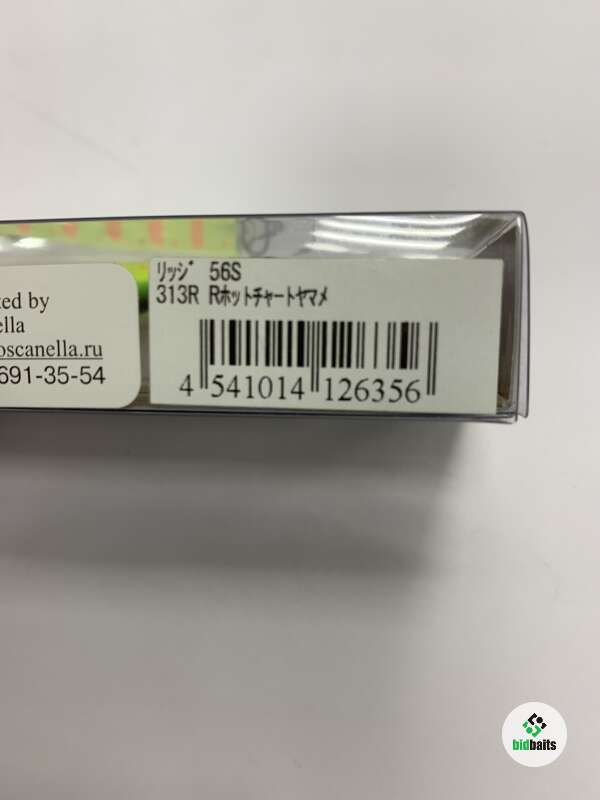 ted by
ella
oscanella.ru
691-35-54
ﾘｯｼﾞ 56S
313R Rﾎｯﾄﾁｬｰﾄﾔﾏﾒ
4 541014 126356
bidbaits